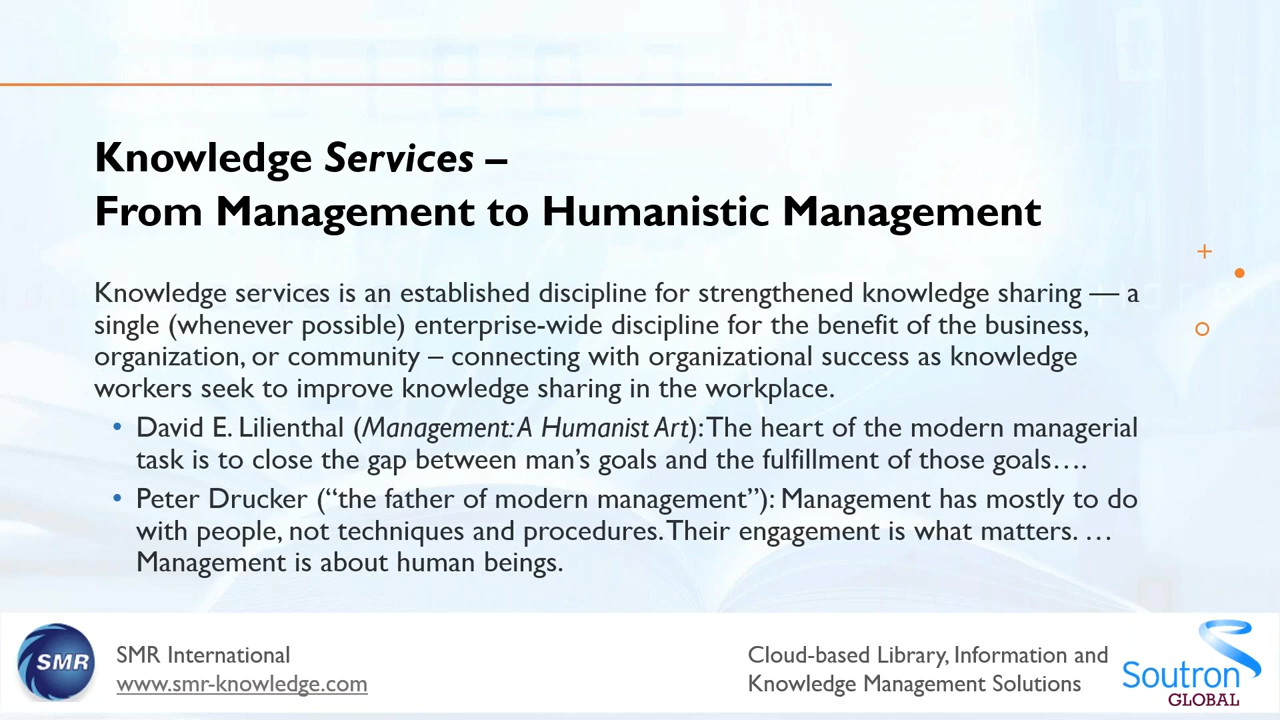 Knowledge Services –
From Management to Humanistic Management
Knowledge services is an established discipline for strengthened knowledge sharing — a
single (whenever possible) enterprise-wide discipline for the benefit of the business,
organization, or community – connecting with organizational success as knowledge
workers seek to improve knowledge sharing in the workplace.
• David E. Lilienthal (Management: A Humanist Art): The heart of the modern managerial
task is to close the gap between man’s goals and the fulfillment of those goals….
• Peter Drucker (“the father of modern management”): Management has mostly to do
with people, not techniques and procedures. Their engagement is what matters. …
Management is about human beings.
SMR
SMR International
www.smr-knowledge.com
Cloud-based Library, Information and
Knowledge Management Solutions
Soutron
GLOBAL